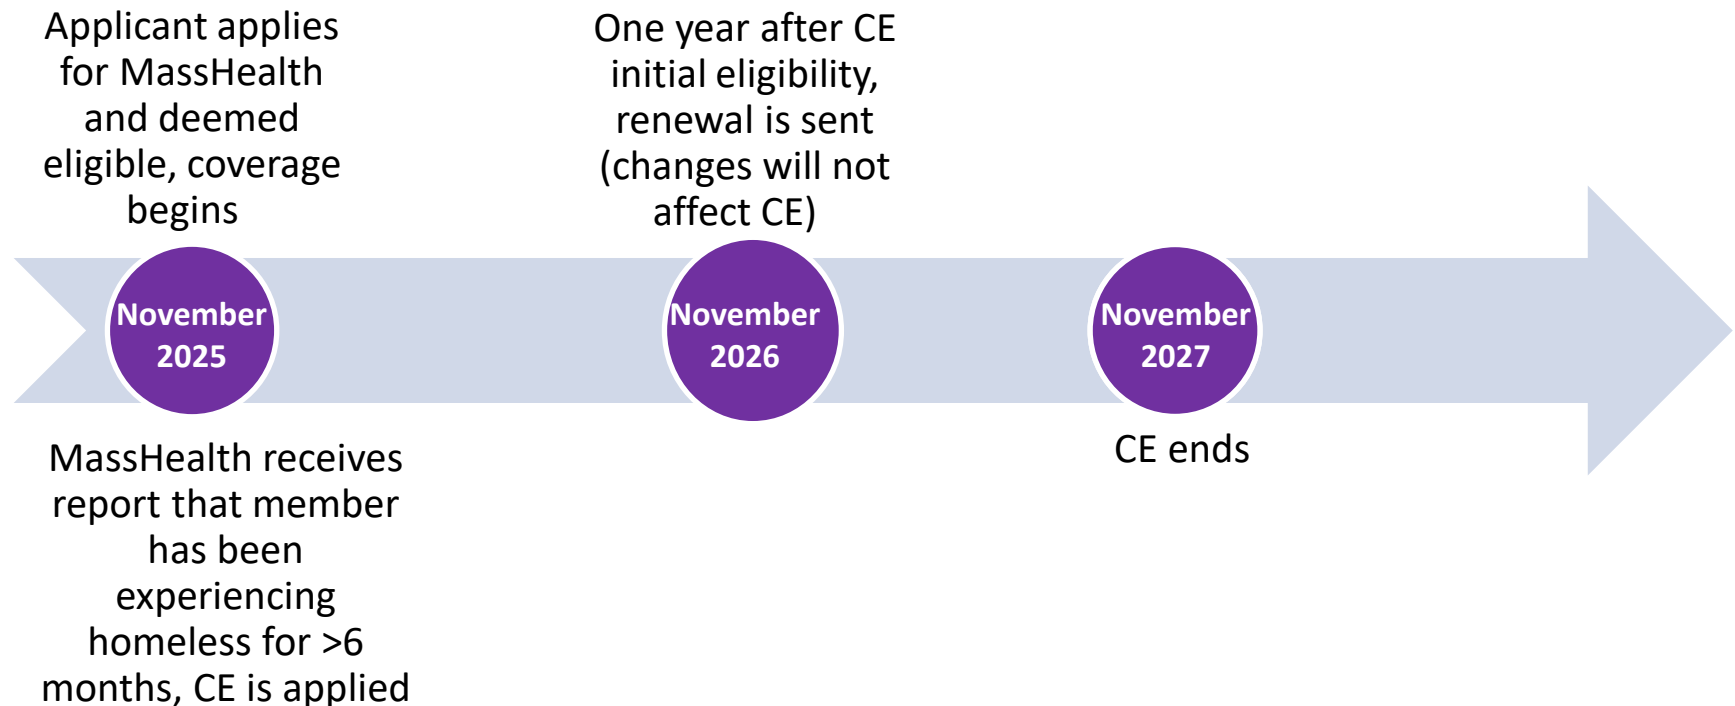 Applicant applies
for MassHealth
and deemed
eligible, coverage
begins
One year after CE
initial eligibility,
renewal is sent
(changes will not
affect CE)
November
2025
November
2026
November
2027
MassHealth receives
report that member
has been
experiencing
homeless for >6
months, CE is applied
CE ends